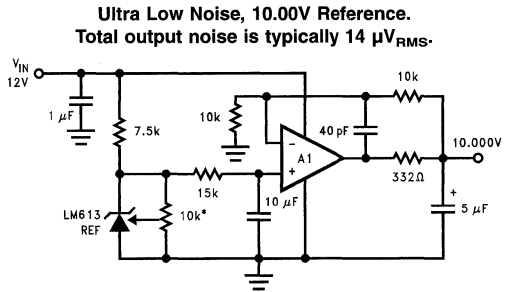 Ultra Low Noise, 10.00V Reference.
Total output noise is typically 14 µVRMS.
VIN
12V
1 µF
7.5k
10k
10k
40 pF
A1
-
+
10.000V
332Ω
15k
10 µF
+
5 µF
LM613
REF
10k*